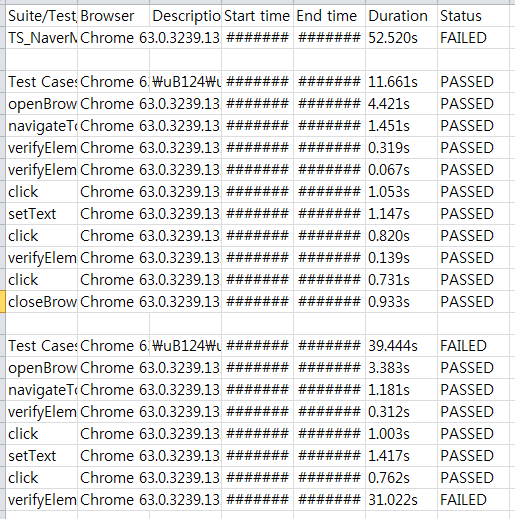 Suite/Test Browser Descriptio Start time End time Duration Status
TS_NaverM Chrome 63.0.3239.13 ####### ####### 52.520s FAILED
Test Cases Chrome 63 ₩uB124₩u ####### ####### 11.661s PASSED
openBrow Chrome 63.0.3239.13 ####### ####### 4.421s PASSED
navigateTo Chrome 63.0.3239.13 ####### ####### 1.451s PASSED
verifyElem Chrome 63.0.3239.13 ####### ####### 0.319s PASSED
verifyElem Chrome 63.0.3239.13 ####### ####### 0.067s PASSED
click Chrome 63.0.3239.13 ####### ####### 1.053s PASSED
setText Chrome 63.0.3239.13 ####### ####### 1.147s PASSED
click Chrome 63.0.3239.13 ####### ####### 0.820s PASSED
verifyElem Chrome 63.0.3239.13 ####### ####### 0.139s PASSED
click Chrome 63.0.3239.13 ####### ####### 0.731s PASSED
closeBrow Chrome 63.0.3239.13 ####### ####### 0.933s PASSED
Test Cases Chrome 63 ₩uB124₩u ####### ####### 39.444s FAILED
openBrow Chrome 63.0.3239.13 ####### ####### 3.383s PASSED
navigateTo Chrome 63.0.3239.13 ####### ####### 1.181s PASSED
verifyElem Chrome 63.0.3239.13 ####### ####### 0.312s PASSED
click Chrome 63.0.3239.13 ####### ####### 1.003s PASSED
setText Chrome 63.0.3239.13 ####### ####### 1.417s PASSED
click Chrome 63.0.3239.13 ####### ####### 0.762s PASSED
verifyElem Chrome 63.0.3239.13 ####### ####### 31.022s FAILED